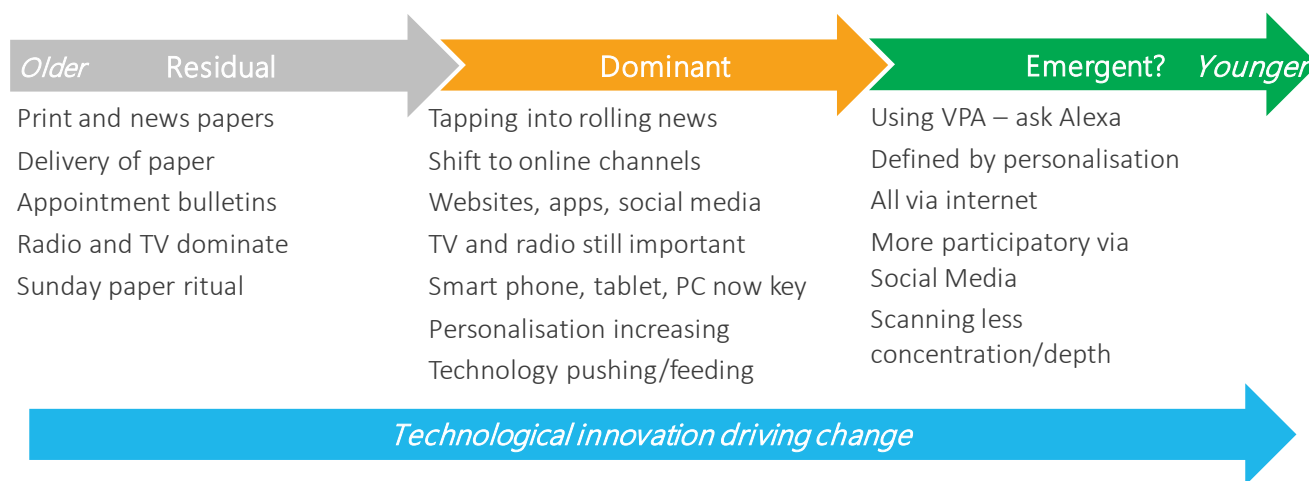 Older Residual
Print and news papers
Delivery of paper
Appointment bulletins
Radio and TV dominate
Sunday paper ritual
Dominant
Tapping into rolling news
Shift to online channels
Websites, apps, social media
TV and radio still important
Smart phone, tablet, PC now key
Personalisation increasing
Technology pushing/feeding
Emergent? Younger
Using VPA – ask Alexa
Defined by personalisation
All via internet
More participatory via
Social Media
Scanning less
concentration/depth
Technological innovation driving change